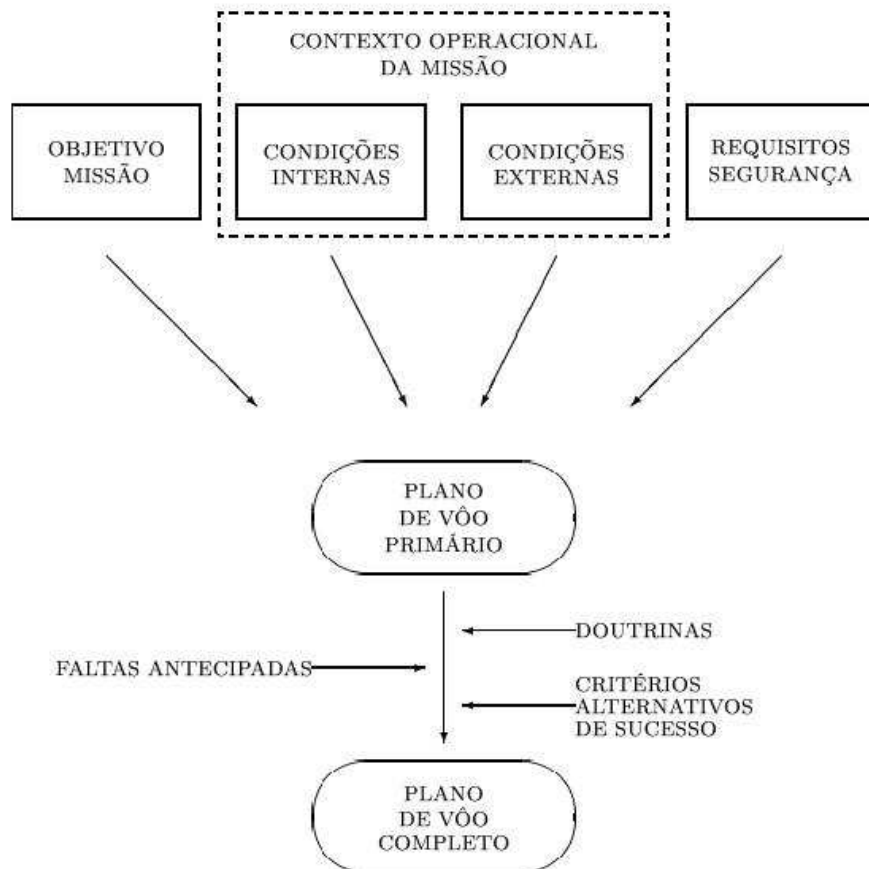 CONTEXTO OPERACIONAL
DA MISSÃO
OBJETIVO
MISSÃO
CONDIÇÕES
INTERNAS
CONDIÇÕES
EXTERNAS
REQUISITOS
SEGURANÇA
PLANO
DE VÔO
PRIMÁRIO
DOUTRINAS
FALTAS ANTECIPADAS
CRITÉRIOS
ALTERNATIVOS
DE SUCESSO
PLANO
DE VÔO
COMPLETO